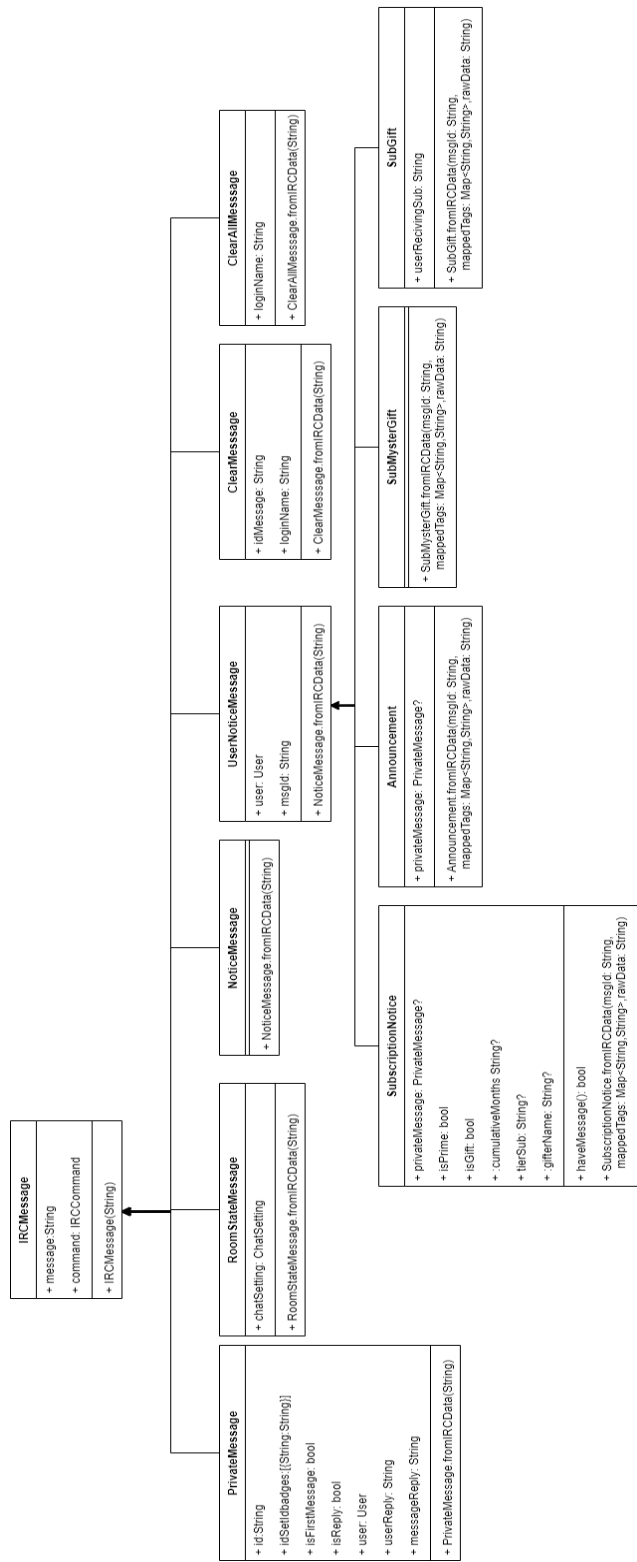 IRCMessage
+ message:String
+ command: IRCCommand
+ IRCMessage(String)
PrivateMessage
+ id:String
+ idSetIdbadges:[{String:String}]
+ isFirstMessage: bool
+ isReply: bool
+ user: User
+ userReply: String
+ messageReply: String
+ PrivateMessage.fromIRCData(String)
RoomStateMessage
+ chatSetting: ChatSetting
+ RoomStateMessage.fromIRCData(String)
NoticeMessage
+ NoticeMessage.fromIRCData(String)
UserNoticeMessage
+ user: User
+ msgId: String
+ NoticeMessage.fromIRCData(String)
ClearMesssage
+ idMessage: String
+ loginName: String
+ ClearMesssage.fromIRCData(String)
ClearAllMesssage
+ loginName: String
+ ClearAllMesssage.fromIRCData(String)
SubscriptionNotice
+ privateMessage: PrivateMessage?
+ isPrime: bool
+ isGift: bool
+ :cumulativeMonths String?
+ tierSub: String?
+ :gifterName: String?
+ haveMessage(): bool
+ SubscriptionNotice.fromIRCData(msgId: String,
mappedTags: Map<String,String>,rawData: String)
Announcement
+ privateMessage: PrivateMessage?
+ Announcement.fromIRCData(msgId: String,
mappedTags: Map<String,String>,rawData: String)
SubMysterGift
+ SubMysterGift.fromIRCData(msgId: String,
mappedTags: Map<String,String>,rawData: String)
SubGift
+ userRecivingSub: String
+ SubGift.fromIRCData(msgId: String,
mappedTags: Map<String,String>,rawData: String)